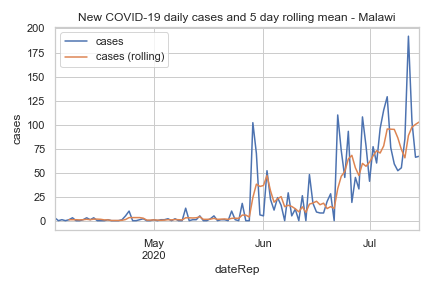 New COVID-19 daily cases and 5 day rolling mean - Malawi
200
175
150
125
100
75
50
25
0
cases
cases
cases (rolling)
May
2020
Jun
Jul
dateRep